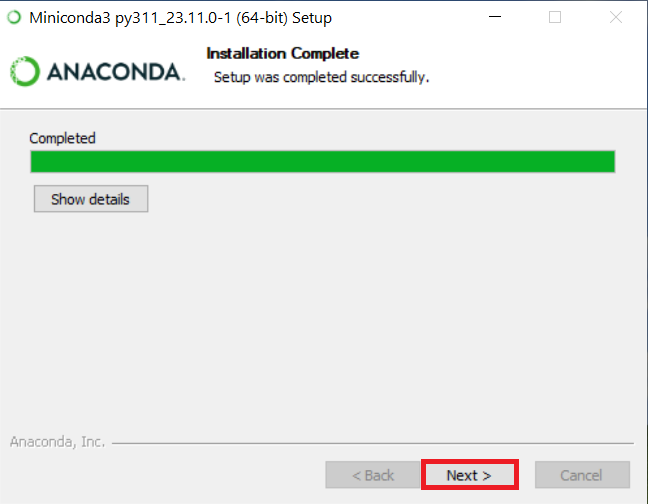 Miniconda3 py311_23.11.0-1 (64-bit) Setup
ANACONDA.
Installation Complete
Setup was completed successfully.
Completed
Show details
Anaconda, Inc.
< Back
Next >
Cancel